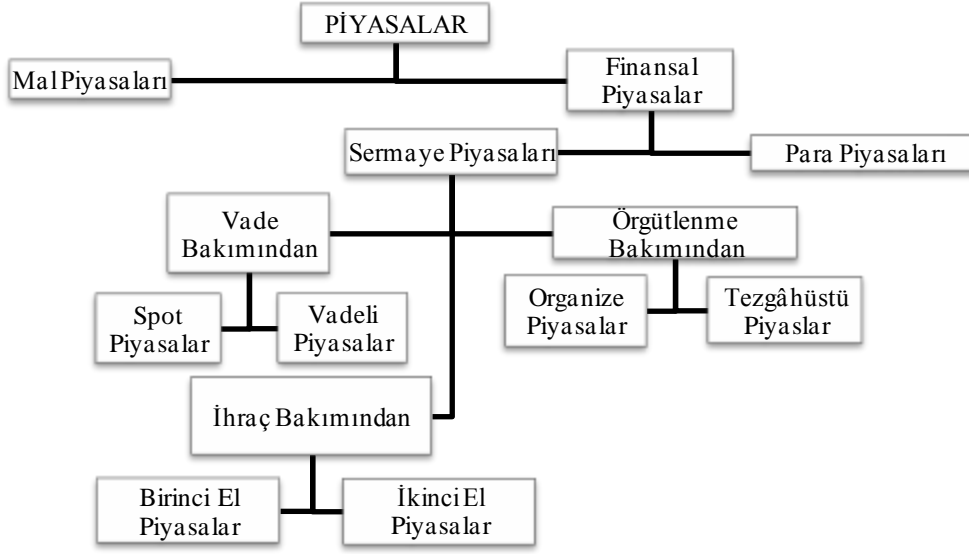 PİYASALAR
Mal Piyasaları
Finansal
Piyasalar
Sermaye Piyasaları
Para Piyasaları
Vade
Bakımından
Örgütlenme
Bakımından
Spot
Piyasalar
Vadeli
Piyasalar
Organize
Piyasalar
Tezgâhüstü
Piyaslar
İhraç Bakımından
Birinci El
Piyasalar
İkinci El
Piyasalar